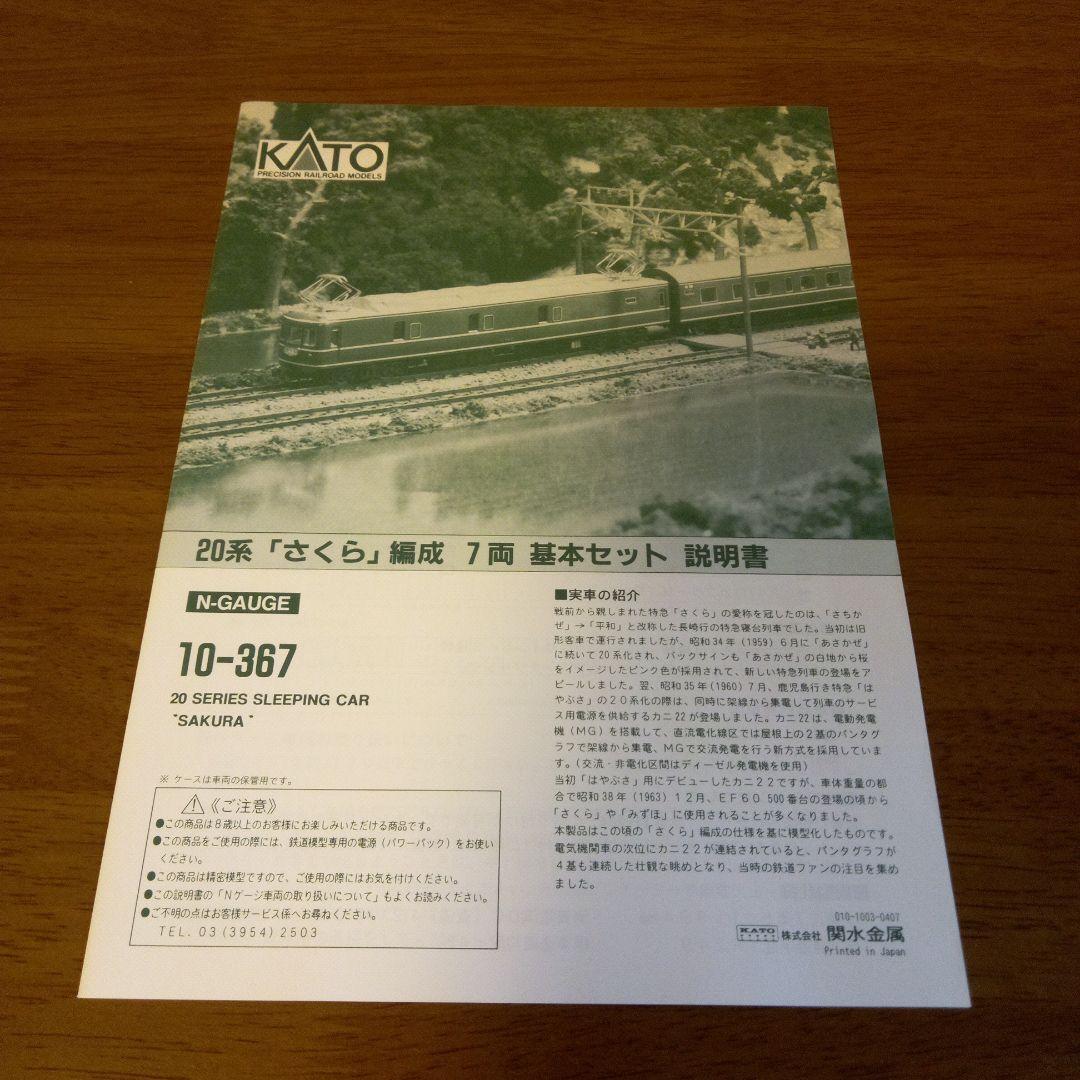 KATO
PRECISION RAILROAD MODELS
20系「さくら」編成 7両 基本セット 説明書
N-GAUGE
10-367
20 SERIES SLEEPING CAR
"SAKURA"
※ ケースは車両の保管用です。
⚠《ご注意》
●この商品は8歳以上のお客様にお楽しみいただける商品です。
●この商品をご使用の際には、鉄道模型専用の電源（パワーパック）をお使い
ください。
●この商品は精密模型ですので、ご使用の際にはお気を付けください。
●この説明書の「Nゲージ車両の取り扱いについて」もよくお読みください。
●ご不明の点はお客様サービス係へお尋ねください。
TEL. 03(3954)2503
■実車の紹介
戦前から親しまれた特急「さくら」の愛称を冠したのは、「さちか
ぜ」→「平和」と改称した長崎行の特急寝台列車でした。当初は旧
形客車で運行されましたが、昭和34年(1959)6月に「あさかぜ」
に続いて20系化され、バックサインも「あさかぜ」の白地から桜
をイメージしたピンク色が採用されて、新しい特急列車の登場をア
ピールしました。翌、昭和35年(1960)7月、鹿児島行き特急「は
やぶさ」の20系化の際は、同時に架線から集電して列車のサービ
ス用電源を供給するカニ22が登場しました。カニ22は、電動発電
機(MG)を搭載して、直流電化線区では屋根上の2基のパンタグ
ラフで架線から集電、MGで交流発電を行う新方式を採用していま
す。(交流・非電化区間はディーゼル発電機を使用)
当初「はやぶさ」用にデビューしたカニ22ですが、車体重量の都
合で昭和38年(1963)12月、EF60 500番台の登場の頃から
「さくら」や「みずほ」に使用されることが多くなりました。
本製品はこの頃の「さくら」編成の仕様を基に模型化したものです。
電気機関車の次位にカニ22が連結されていると、パンタグラフが
4基も連続した壮観な眺めとなり、当時の鉄道ファンの注目を集め
ました。
010-1003-0407
KATO 株式会社 関水金属
Printed in Japan